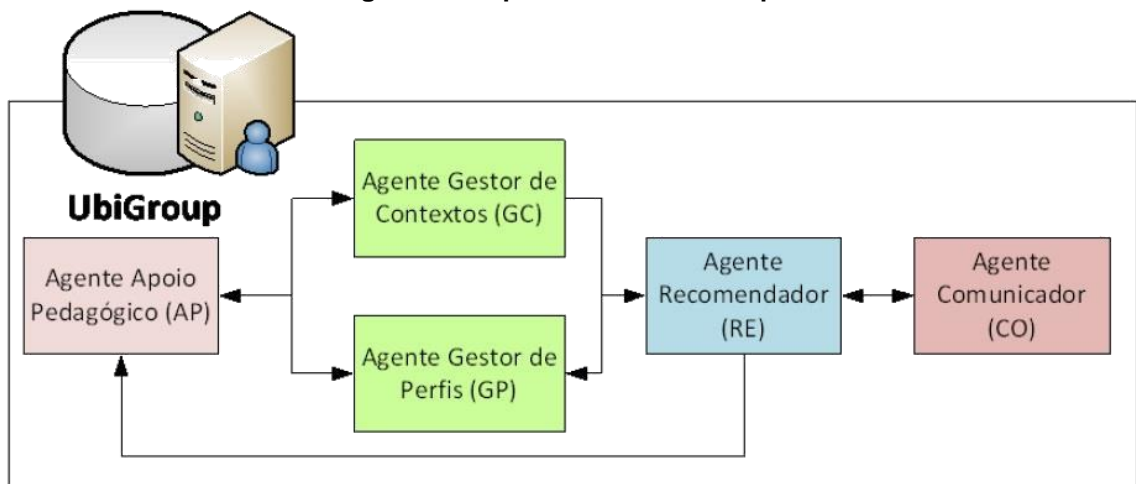 UbiGroup
Agente Gestor de
Contextos (GC)
Agente Apoio
Pedagógico (AP)
Agente
Recomendador
(RE)
Agente
Comunicador
(CO)
Agente Gestor de
Perfis (GP)